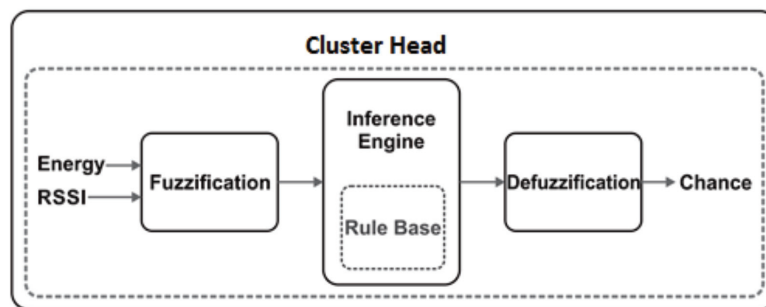 Cluster Head
Energy
RSSI
Fuzzification
Inference
Engine
Rule Base
Defuzzification
Chance